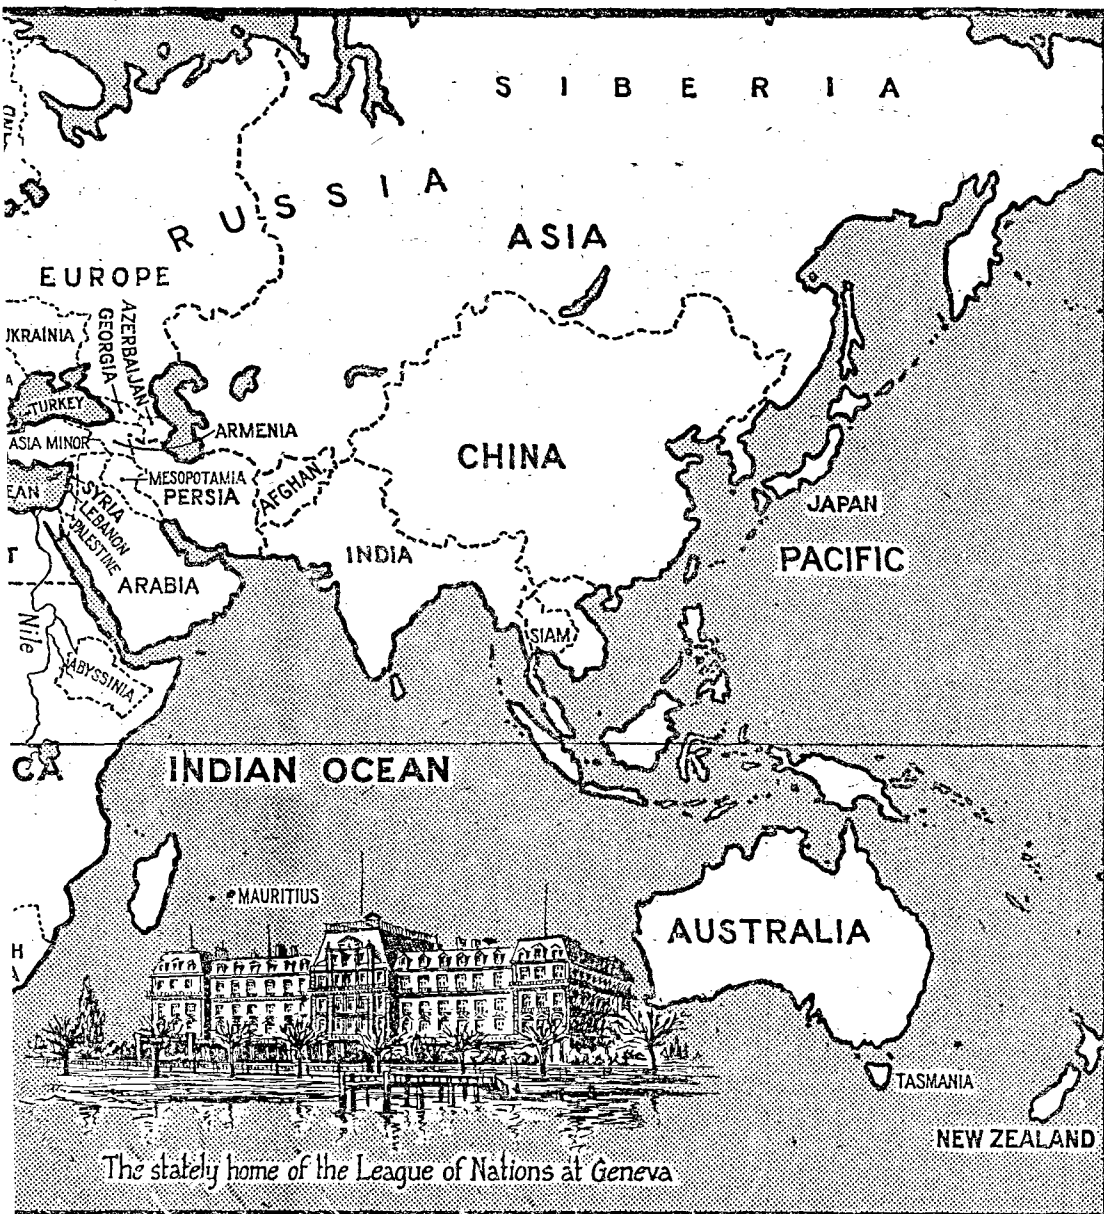 SIBERIA
RUSSIA
ASIA
EUROPE
UKRAINIA
GEORGIA
AZERBAIJAN
TURKEY
ASIA MINOR
ARMENIA
CHINA
MESOPOTAMIA
PERSIA
AFGHAN.
EAN
SYRIA
LEBANON
PALESTINE
JAPAN
INDIA
PACIFIC
T
ARABIA
Nile
SIAM
ABYSSINIA
CA
INDIAN OCEAN
MAURITIUS
AUSTRALIA
H
A
TASMANIA
NEW ZEALAND
The stately home of the League of Nations at Geneva